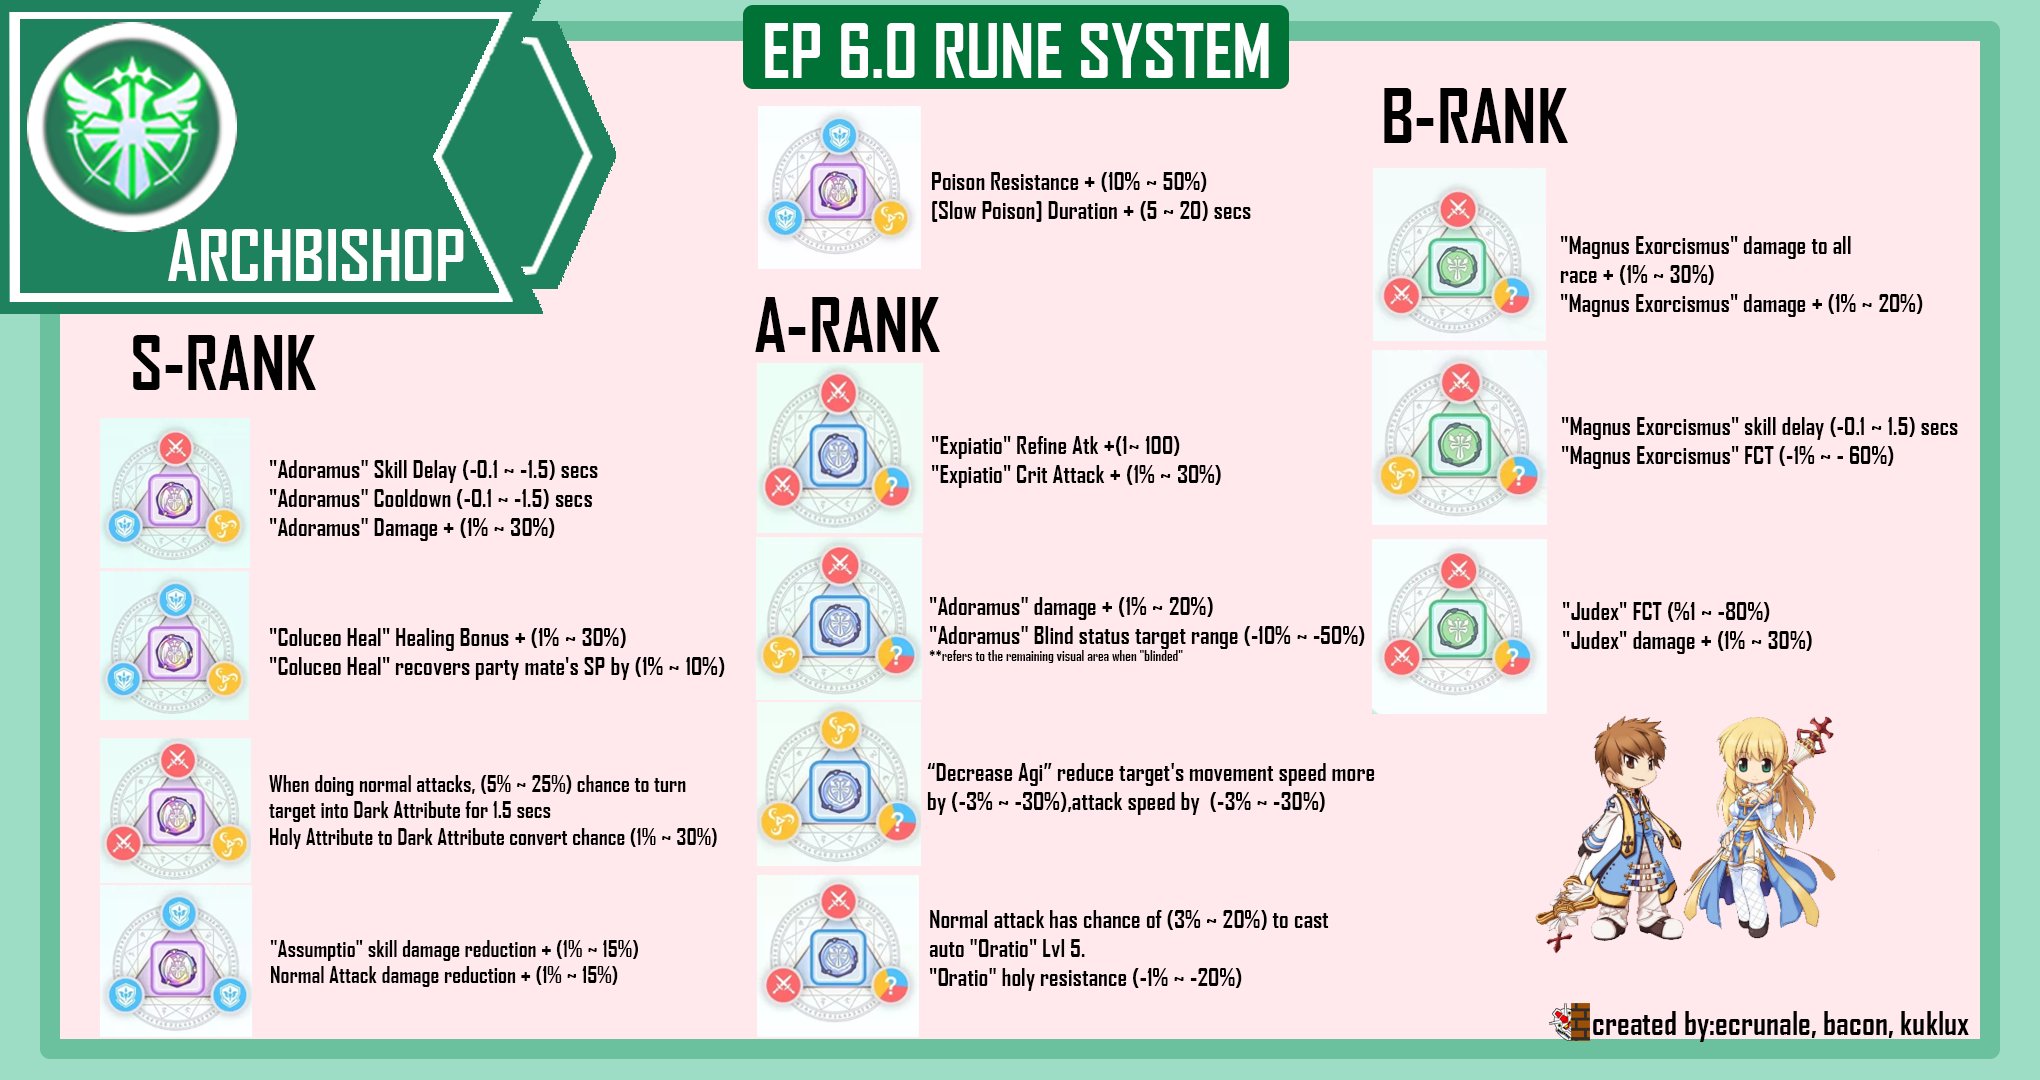 EP 6.0 RUNE SYSTEM
ARCHBISHOP
S-RANK
"Adoramus" Skill Delay (-0.1 ~ -1.5) secs
"Adoramus" Cooldown (-0.1 ~ -1.5) secs
"Adoramus" Damage + (1% ~ 30%)
"Coluceo Heal" Healing Bonus + (1% ~ 30%)
"Coluceo Heal" recovers party mate's SP by (1% ~ 10%)
When doing normal attacks, (5% ~ 25%) chance to turn
target into Dark Attribute for 1.5 secs
Holy Attribute to Dark Attribute convert chance (1% ~ 30%)
"Assumptio" skill damage reduction + (1% ~ 15%)
Normal Attack damage reduction + (1% ~ 15%)
Poison Resistance + (10% ~ 50%)
[Slow Poison] Duration + (5 ~ 20) secs
A-RANK
"Expiatio" Refine Atk +(1~ 100)
"Expiatio" Crit Attack + (1% ~ 30%)
"Adoramus" damage + (1% ~ 20%)
"Adoramus" Blind status target range (-10% ~ -50%)
**refers to the remaining visual area when "blinded"
“Decrease Agi” reduce target's movement speed more
by (-3% ~ -30%),attack speed by (-3% ~ -30%)
Normal attack has chance of (3% ~ 20%) to cast
auto "Oratio" Lvl 5.
"Oratio" holy resistance (-1% ~ -20%)
B-RANK
"Magnus Exorcismus" damage to all
race + (1% ~ 30%)
"Magnus Exorcismus" damage + (1% ~ 20%)
"Magnus Exorcismus" skill delay (-0.1 ~ 1.5) secs
"Magnus Exorcismus" FCT (-1% ~ - 60%)
"Judex" FCT (%1 ~ -80%)
"Judex" damage + (1% ~ 30%)
created by:ecrunale, bacon, kuklux